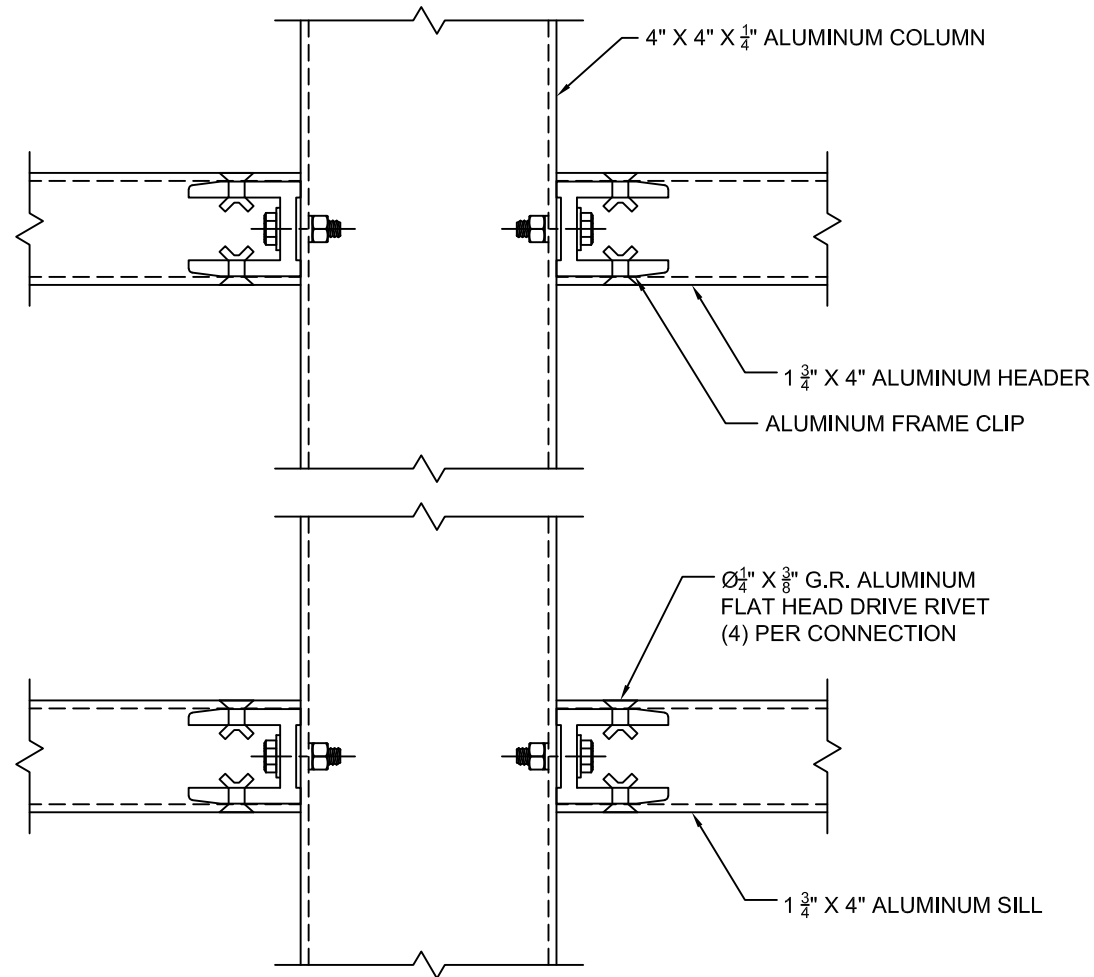 4" X 4" X 1/4" ALUMINUM COLUMN
1 3/4" X 4" ALUMINUM HEADER
ALUMINUM FRAME CLIP
Ø1/4" X 3/8" G.R. ALUMINUM
FLAT HEAD DRIVE RIVET
(4) PER CONNECTION
1 3/4" X 4" ALUMINUM SILL